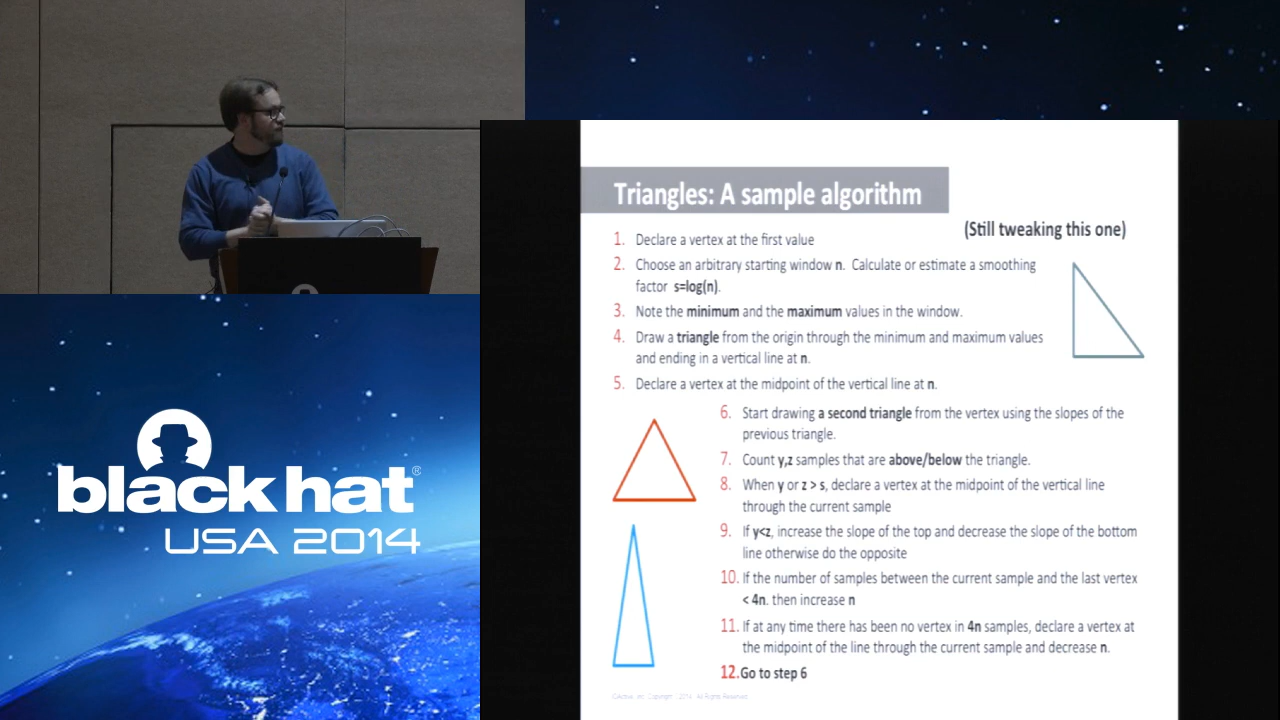 Triangles: A sample algorithm
(Still tweaking this one)
1. Declare a vertex at the first value
2. Choose an arbitrary starting window n. Calculate or estimate a smoothing
factor s=log(n).
3. Note the minimum and the maximum values in the window.
4. Draw a triangle from the origin through the minimum and maximum values
and ending in a vertical line at n.
5. Declare a vertex at the midpoint of the vertical line at n.
6. Start drawing a second triangle from the vertex using the slopes of the
previous triangle.
7. Count y,z samples that are above/below the triangle.
8. When y or z > s, declare a vertex at the midpoint of the vertical line
through the current sample
9. If y<z, increase the slope of the top and decrease the slope of the bottom
line otherwise do the opposite
10. If the number of samples between the current sample and the last vertex
< 4n. then increase n
11. If at any time there has been no vertex in 4n samples, declare a vertex at
the midpoint of the line through the current sample and decrease n.
12.Go to step 6
All Rights Reserved
black hat®
USA 2014